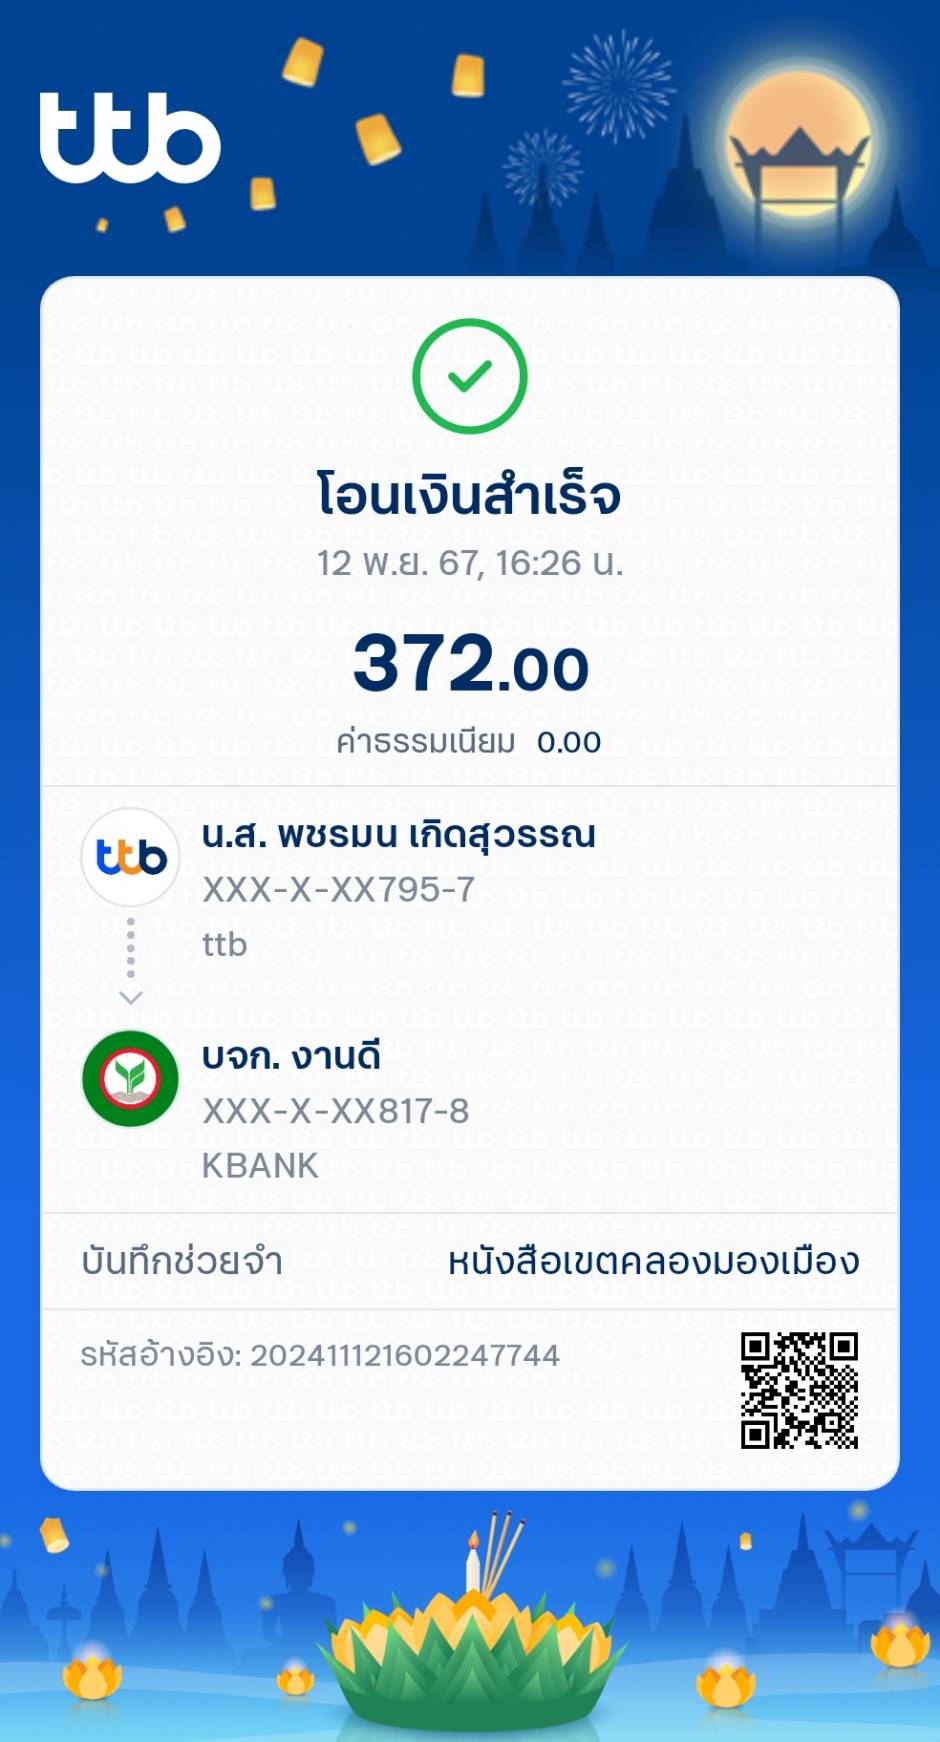 ttb
โอนเงินสำเร็จ
12 พ.ย. 67, 16:26 น.
372.00
ค่าธรรมเนียม 0.00
ttb
น.ส. พชรมน เกิดสุวรรณ
XXX-X-XX795-7
ttb
บจก. งานดี
XXX-X-XX817-8
KBANK
บันทึกช่วยจำ หนังสือเขตคลองมองเมือง
รหัสอ้างอิง: 202411121602247744